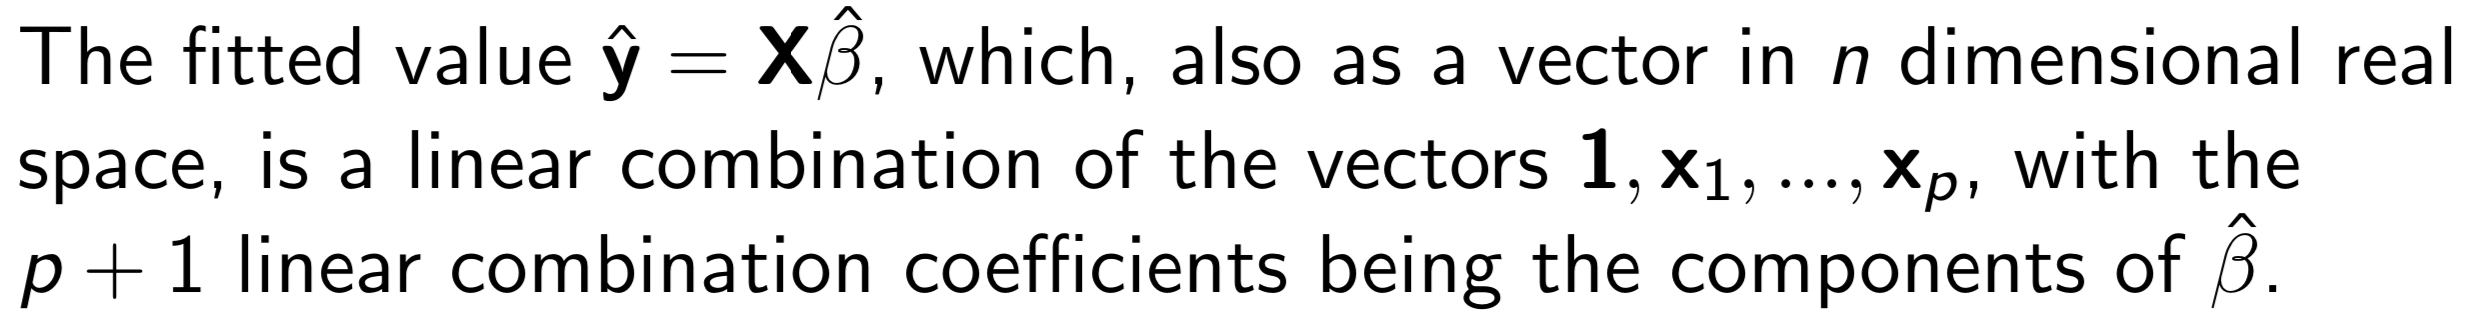 The fitted value ŷ = Xβ̂, which, also as a vector in n dimensional real
space, is a linear combination of the vectors 1, x₁, ..., xₚ, with the
p + 1 linear combination coefficients being the components of β̂.